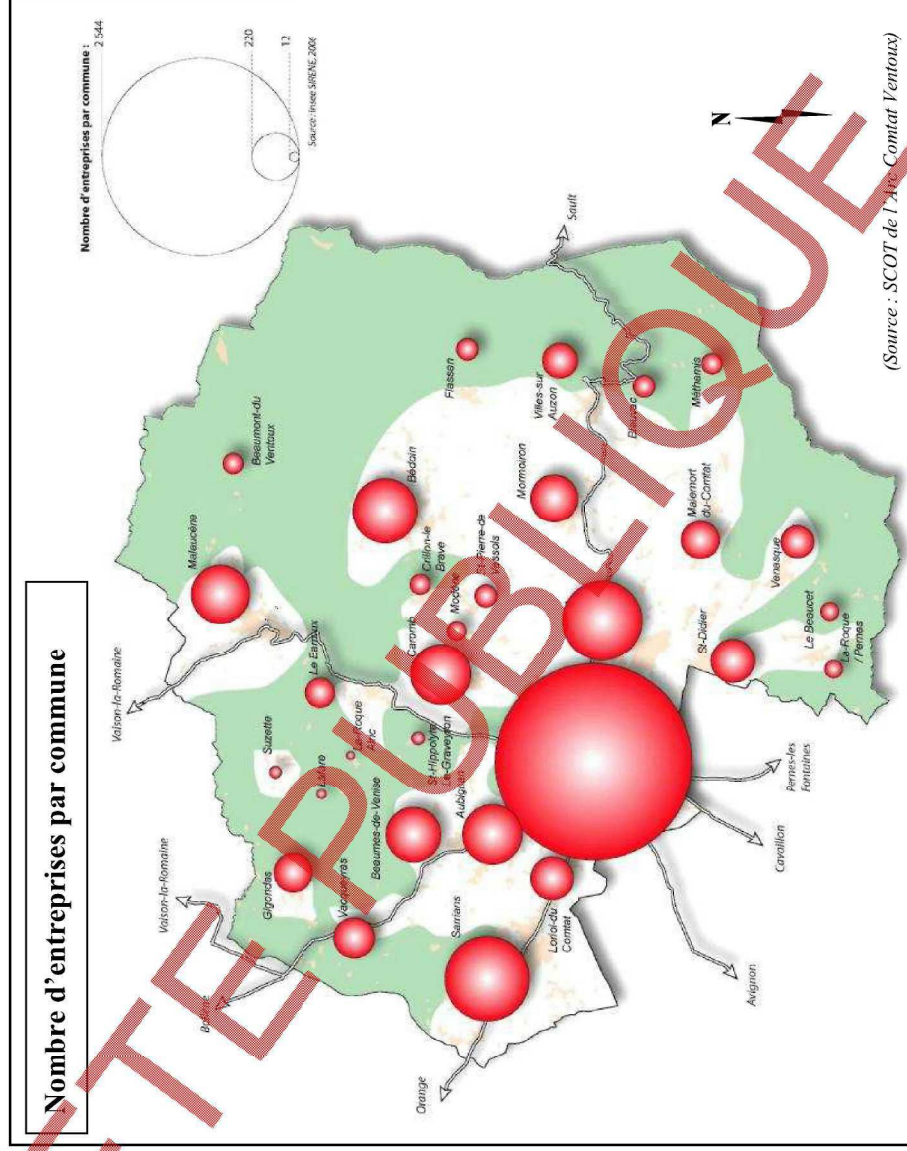 Nombre d'entreprises par commune
Nombre d'entreprises par commune :
2 544
220
12
Source : Insee SIRENE, 2006
Vaison-la-Romaine
Vaison-la-Romaine
Bollène
Orange
Avignon
Cavaillon
Pernes-les
Fontaines
Sault
Malaucène
Beaumont-du
Ventoux
Suzette
Le Barroux
Lafare
La-Roque
Alric
Gigondas
Vacqueyras
Beaumes-de-Venise
St-Hippolyte
Le-Graveyron
Aubignan
Sarrians
Loriol-du
Comtat
Caromb
Modène
Crillon-le
Brave
St-Pierre-de
Vassols
Bédoin
Flassan
Mormoiron
Villes-sur
Auzon
Blauvac
Méthamis
Malemort
du-Comtat
Venasque
St-Didier
Le Beaucet
La-Roque
/ Pernes
N
(Source : SCOT de l'Arc Comtat Ventoux)
TE PUBLIQUE